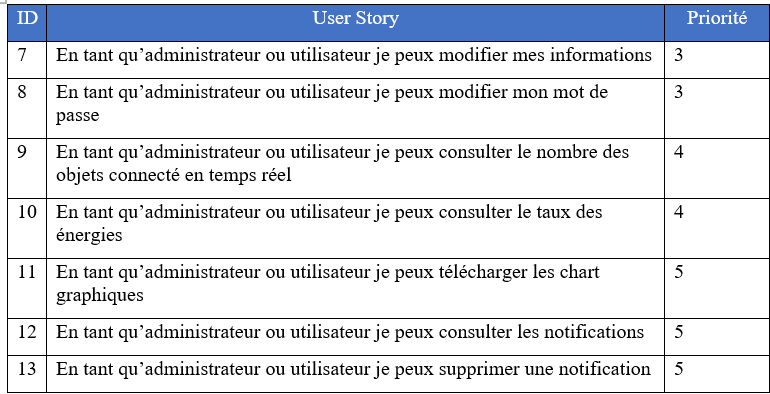 ID User Story Priorité
7 En tant qu’administrateur ou utilisateur je peux modifier mes informations 3
8 En tant qu’administrateur ou utilisateur je peux modifier mon mot de 3
passe
9 En tant qu’administrateur ou utilisateur je peux consulter le nombre des 4
objets connecté en temps réel
10 En tant qu’administrateur ou utilisateur je peux consulter le taux des 4
énergies
11 En tant qu’administrateur ou utilisateur je peux télécharger les chart 5
graphiques
12 En tant qu’administrateur ou utilisateur je peux consulter les notifications 5
13 En tant qu’administrateur ou utilisateur je peux supprimer une notification 5